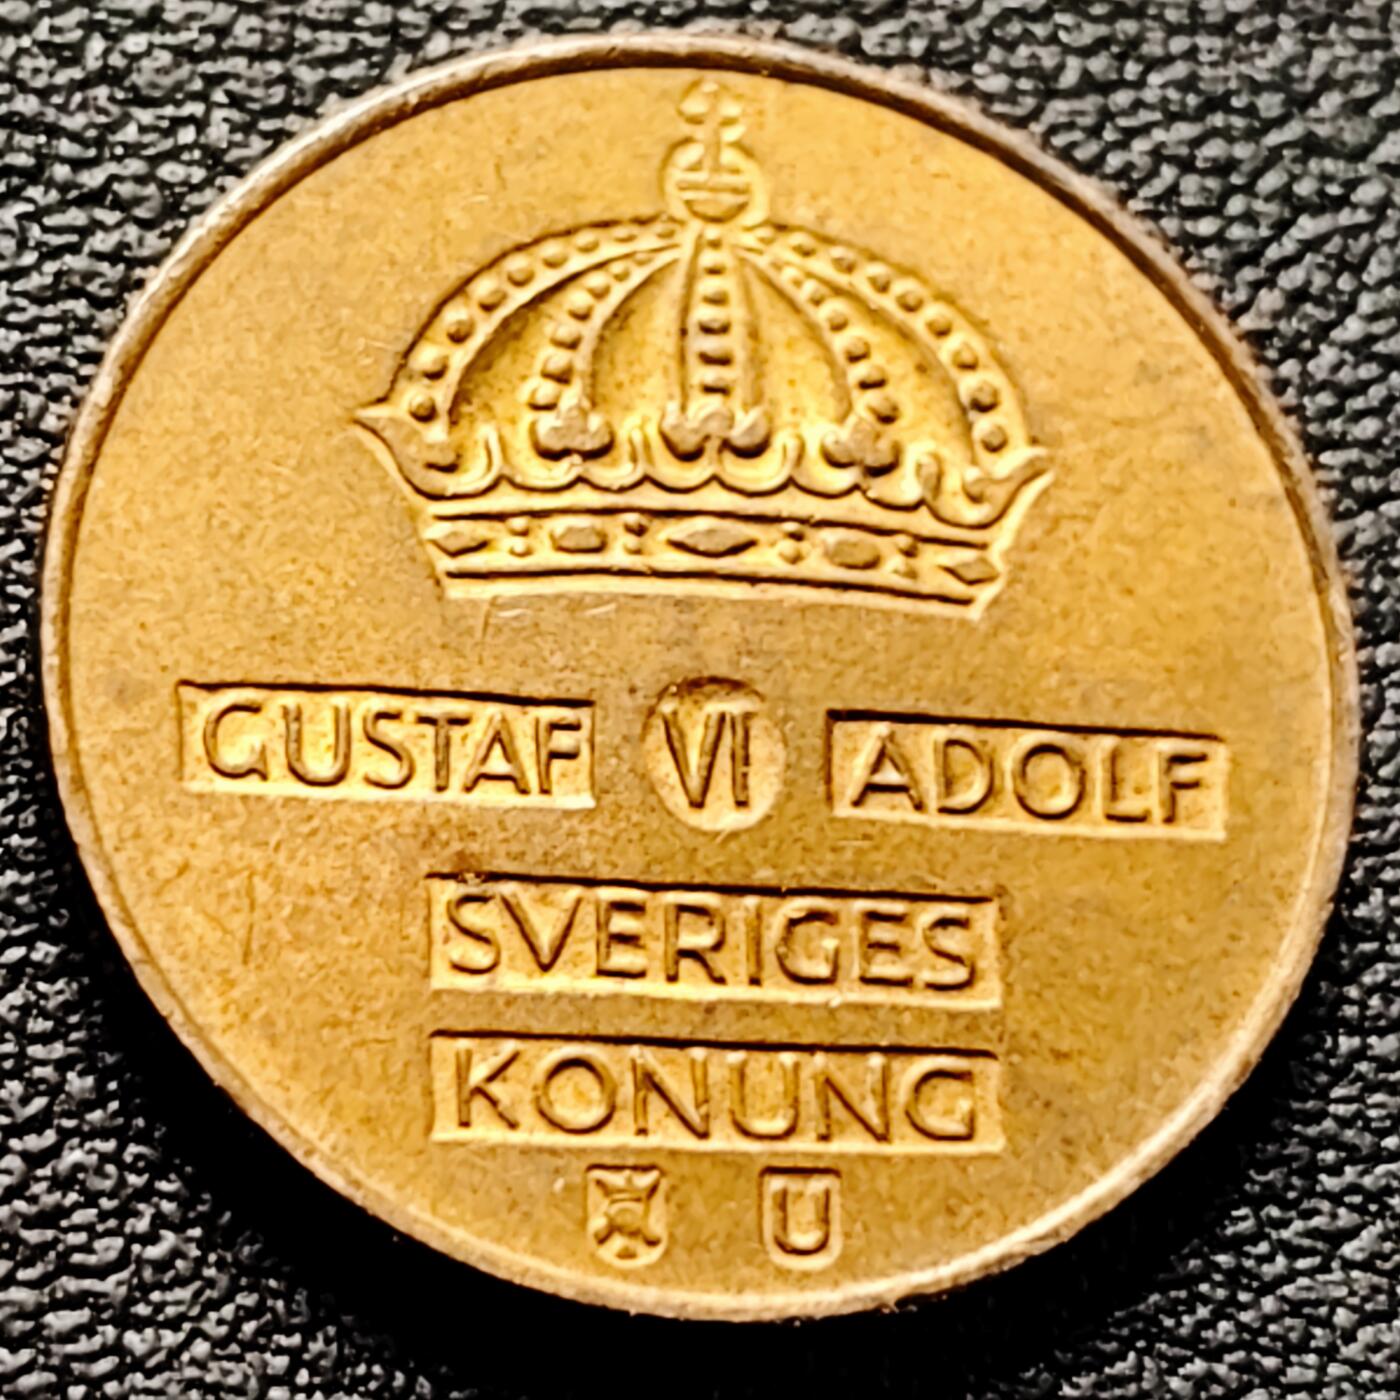 GUSTAF VI ADOLF
SVERIGES
KONUNG
U